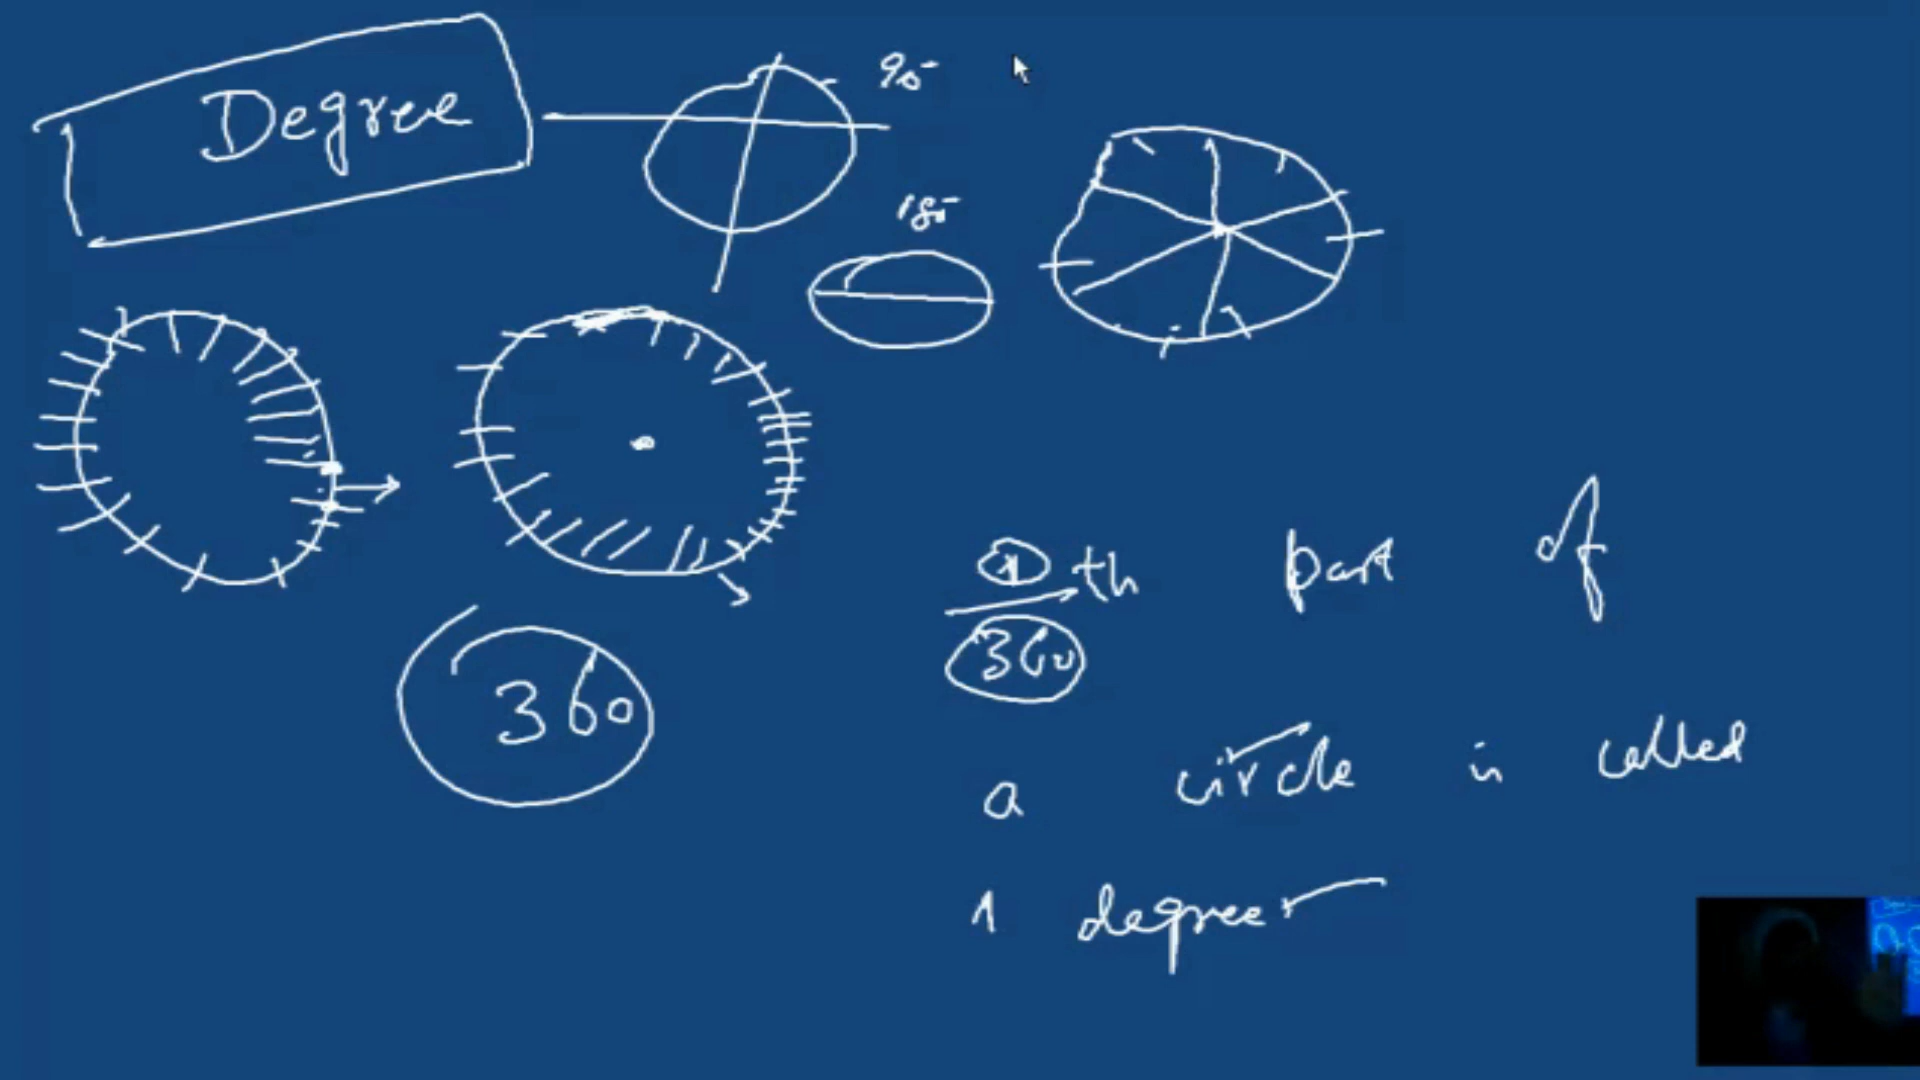 Degree
90
180
360
1 th part of
360
a circle is called
1 degree